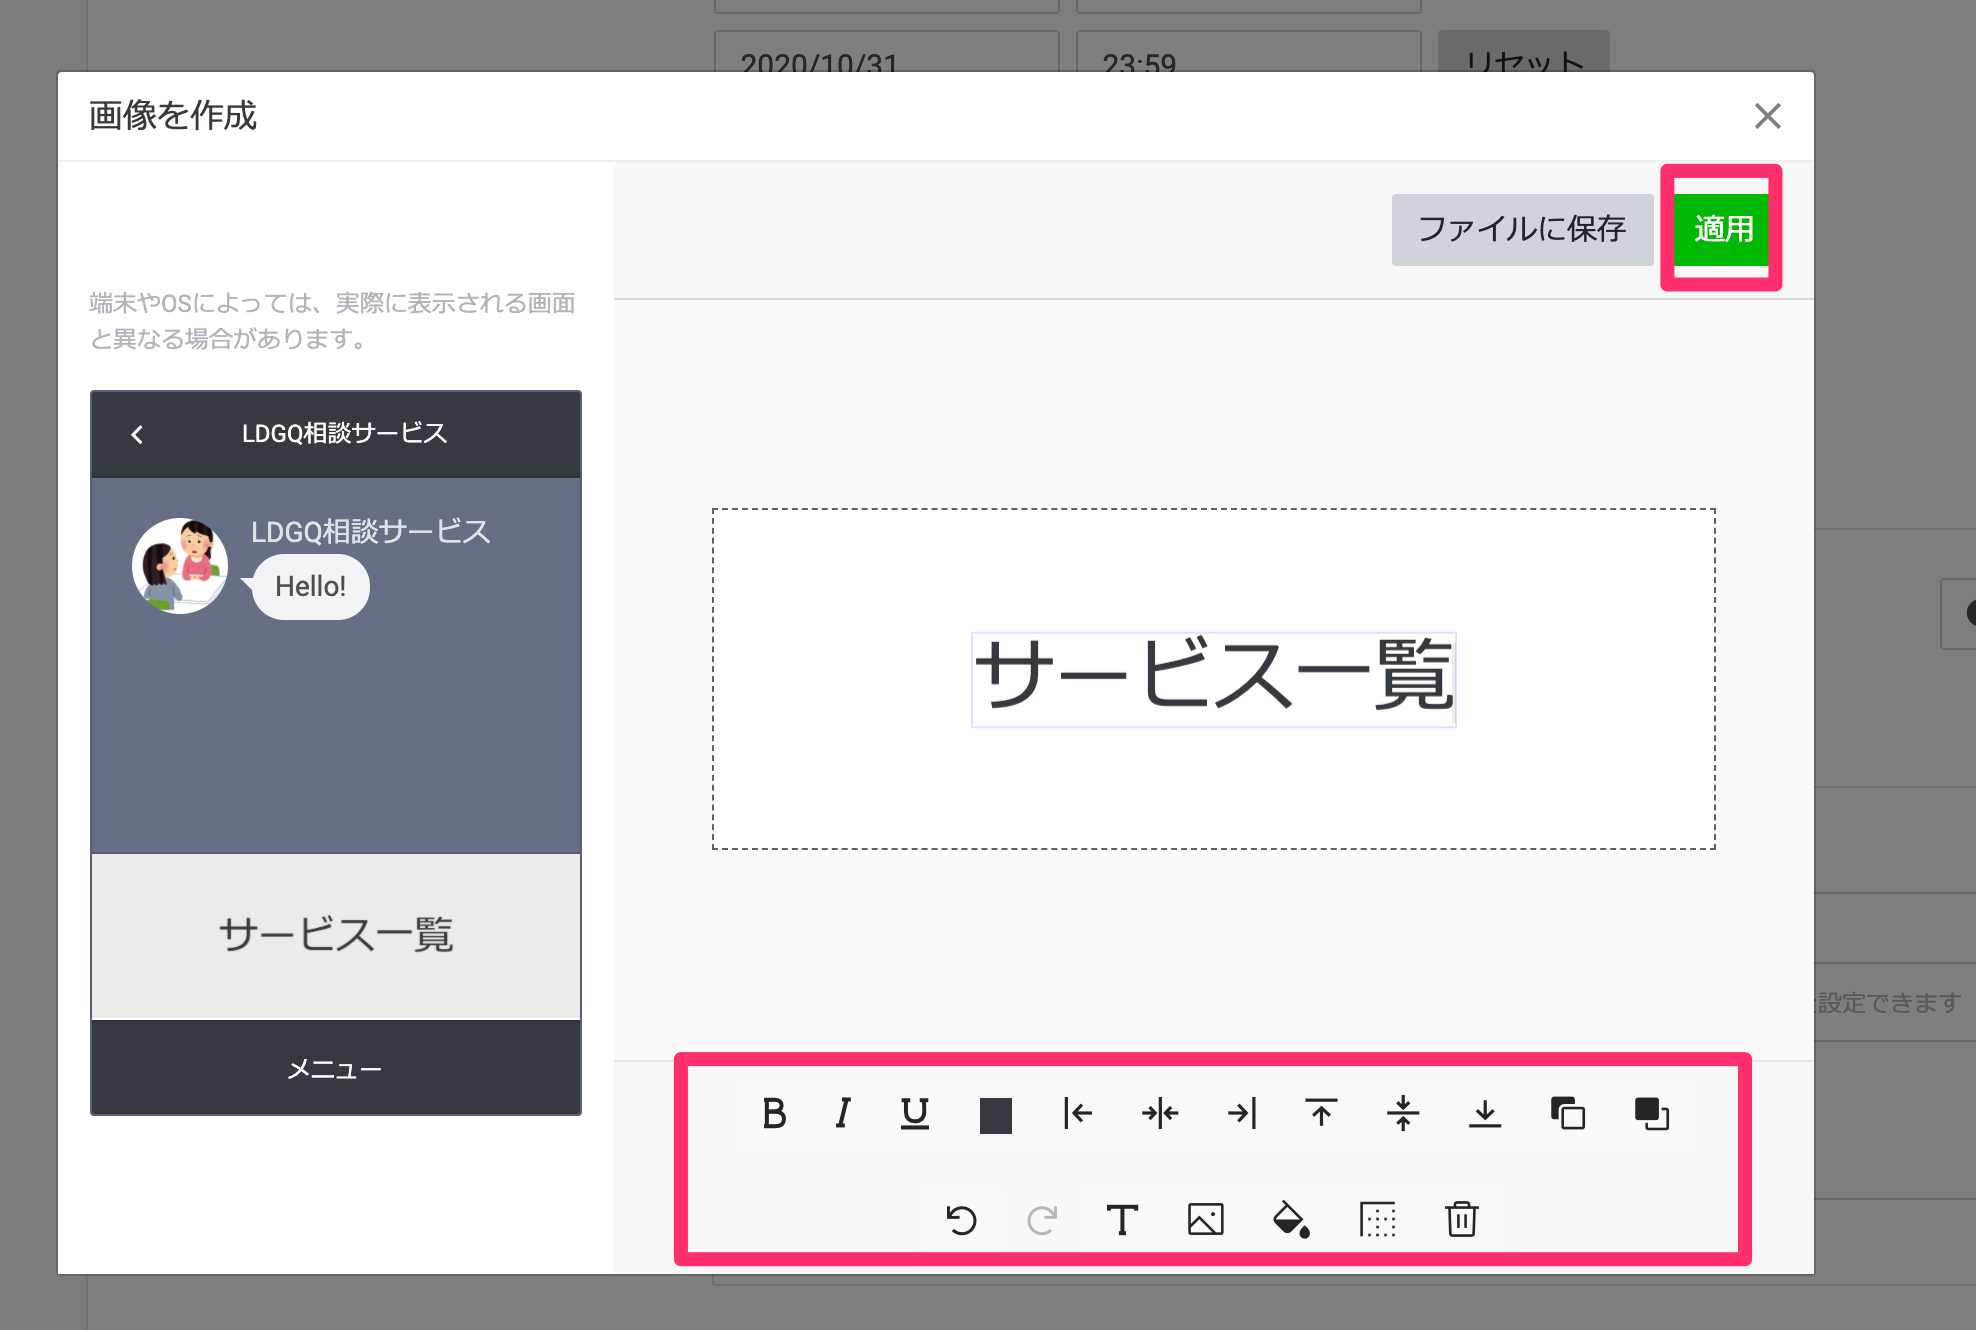 2020/10/31 23:59 リセット
画像を作成
ファイルに保存 適用
端末やOSによっては、実際に表示される画面
と異なる場合があります。
LDGQ相談サービス
LDGQ相談サービス
Hello!
サービス一覧
サービス一覧
設定できます
メニュー
B I U
T